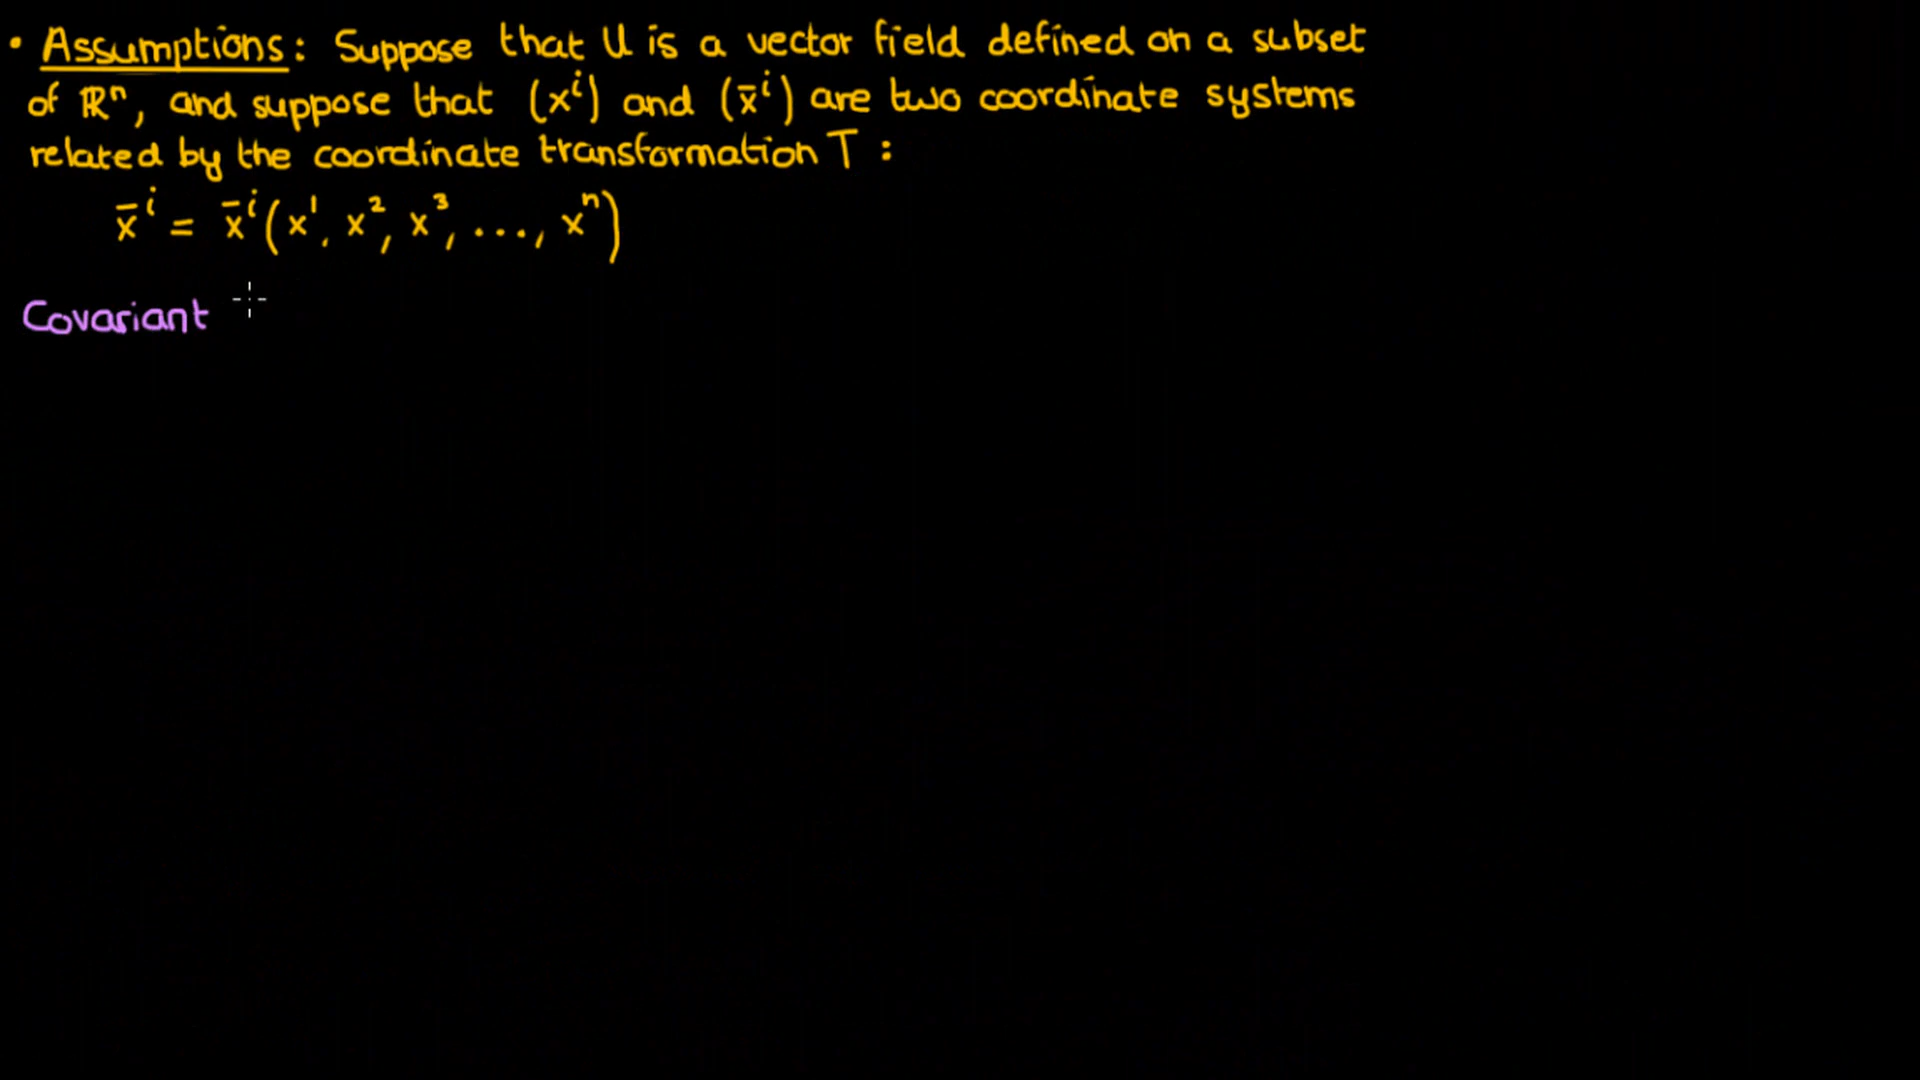 • Assumptions: Suppose that U is a vector field defined on a subset
of ℝⁿ, and suppose that (xⁱ) and (x̄ⁱ) are two coordinate systems
related by the coordinate transformation T :
x̄ⁱ = x̄ⁱ(x¹, x², x³, ..., xⁿ)
Covariant